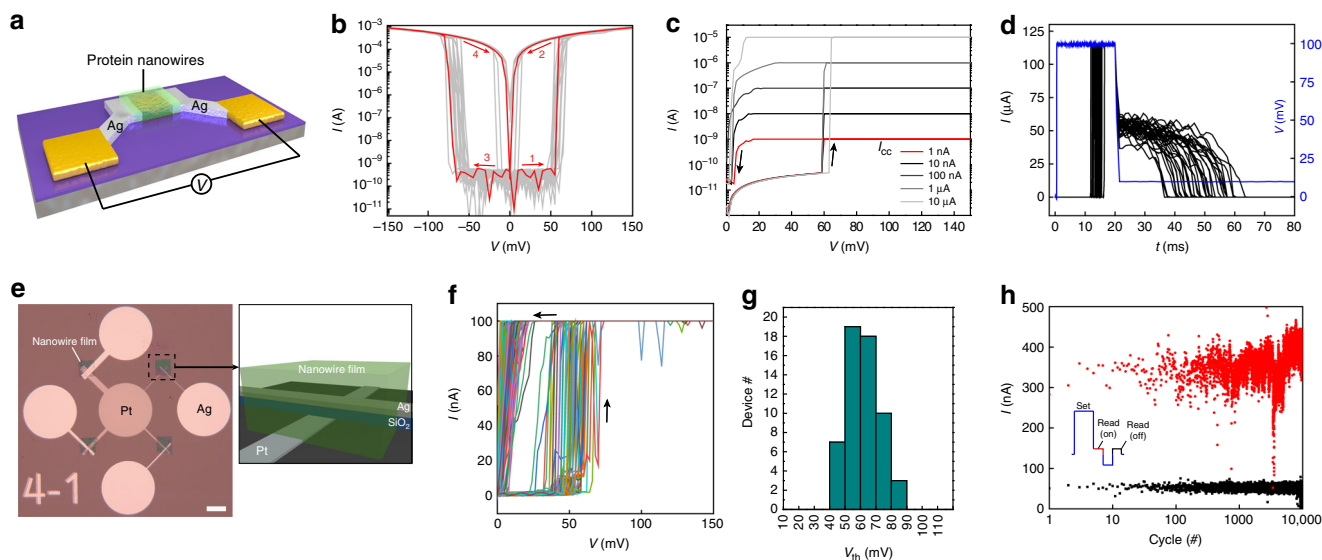 a
Protein nanowires
Ag
Ag
V
b
I (A)
10⁻³
10⁻⁴
10⁻⁵
10⁻⁶
10⁻⁷
10⁻⁸
10⁻⁹
10⁻¹⁰
10⁻¹¹
4
2
3
1
−150 −100 −50 0 50 100 150
V (mV)
c
I (A)
10⁻⁵
10⁻⁶
10⁻⁷
10⁻⁸
10⁻⁹
10⁻¹⁰
10⁻¹¹
I_cc
1 nA
10 nA
100 nA
1 µA
10 µA
0 20 40 60 80 100 120 140
V (mV)
d
I (µA)
125
100
75
50
25
0
100
50
0
V (mV)
0 10 20 30 40 50 60 70 80
t (ms)
e
Nanowire film
Pt
Ag
4-1
Nanowire film
Ag
SiO₂
Pt
f
I (nA)
100
80
60
40
20
0
0 50 100 150
V (mV)
g
Device #
20
18
16
14
12
10
8
6
4
2
0
10 20 30 40 50 60 70 80 90 100 110
V_th (mV)
h
I (nA)
500
400
300
200
100
0
Set
Read
(on)
Read
(off)
1 10 100 1000 10,000
Cycle (#)